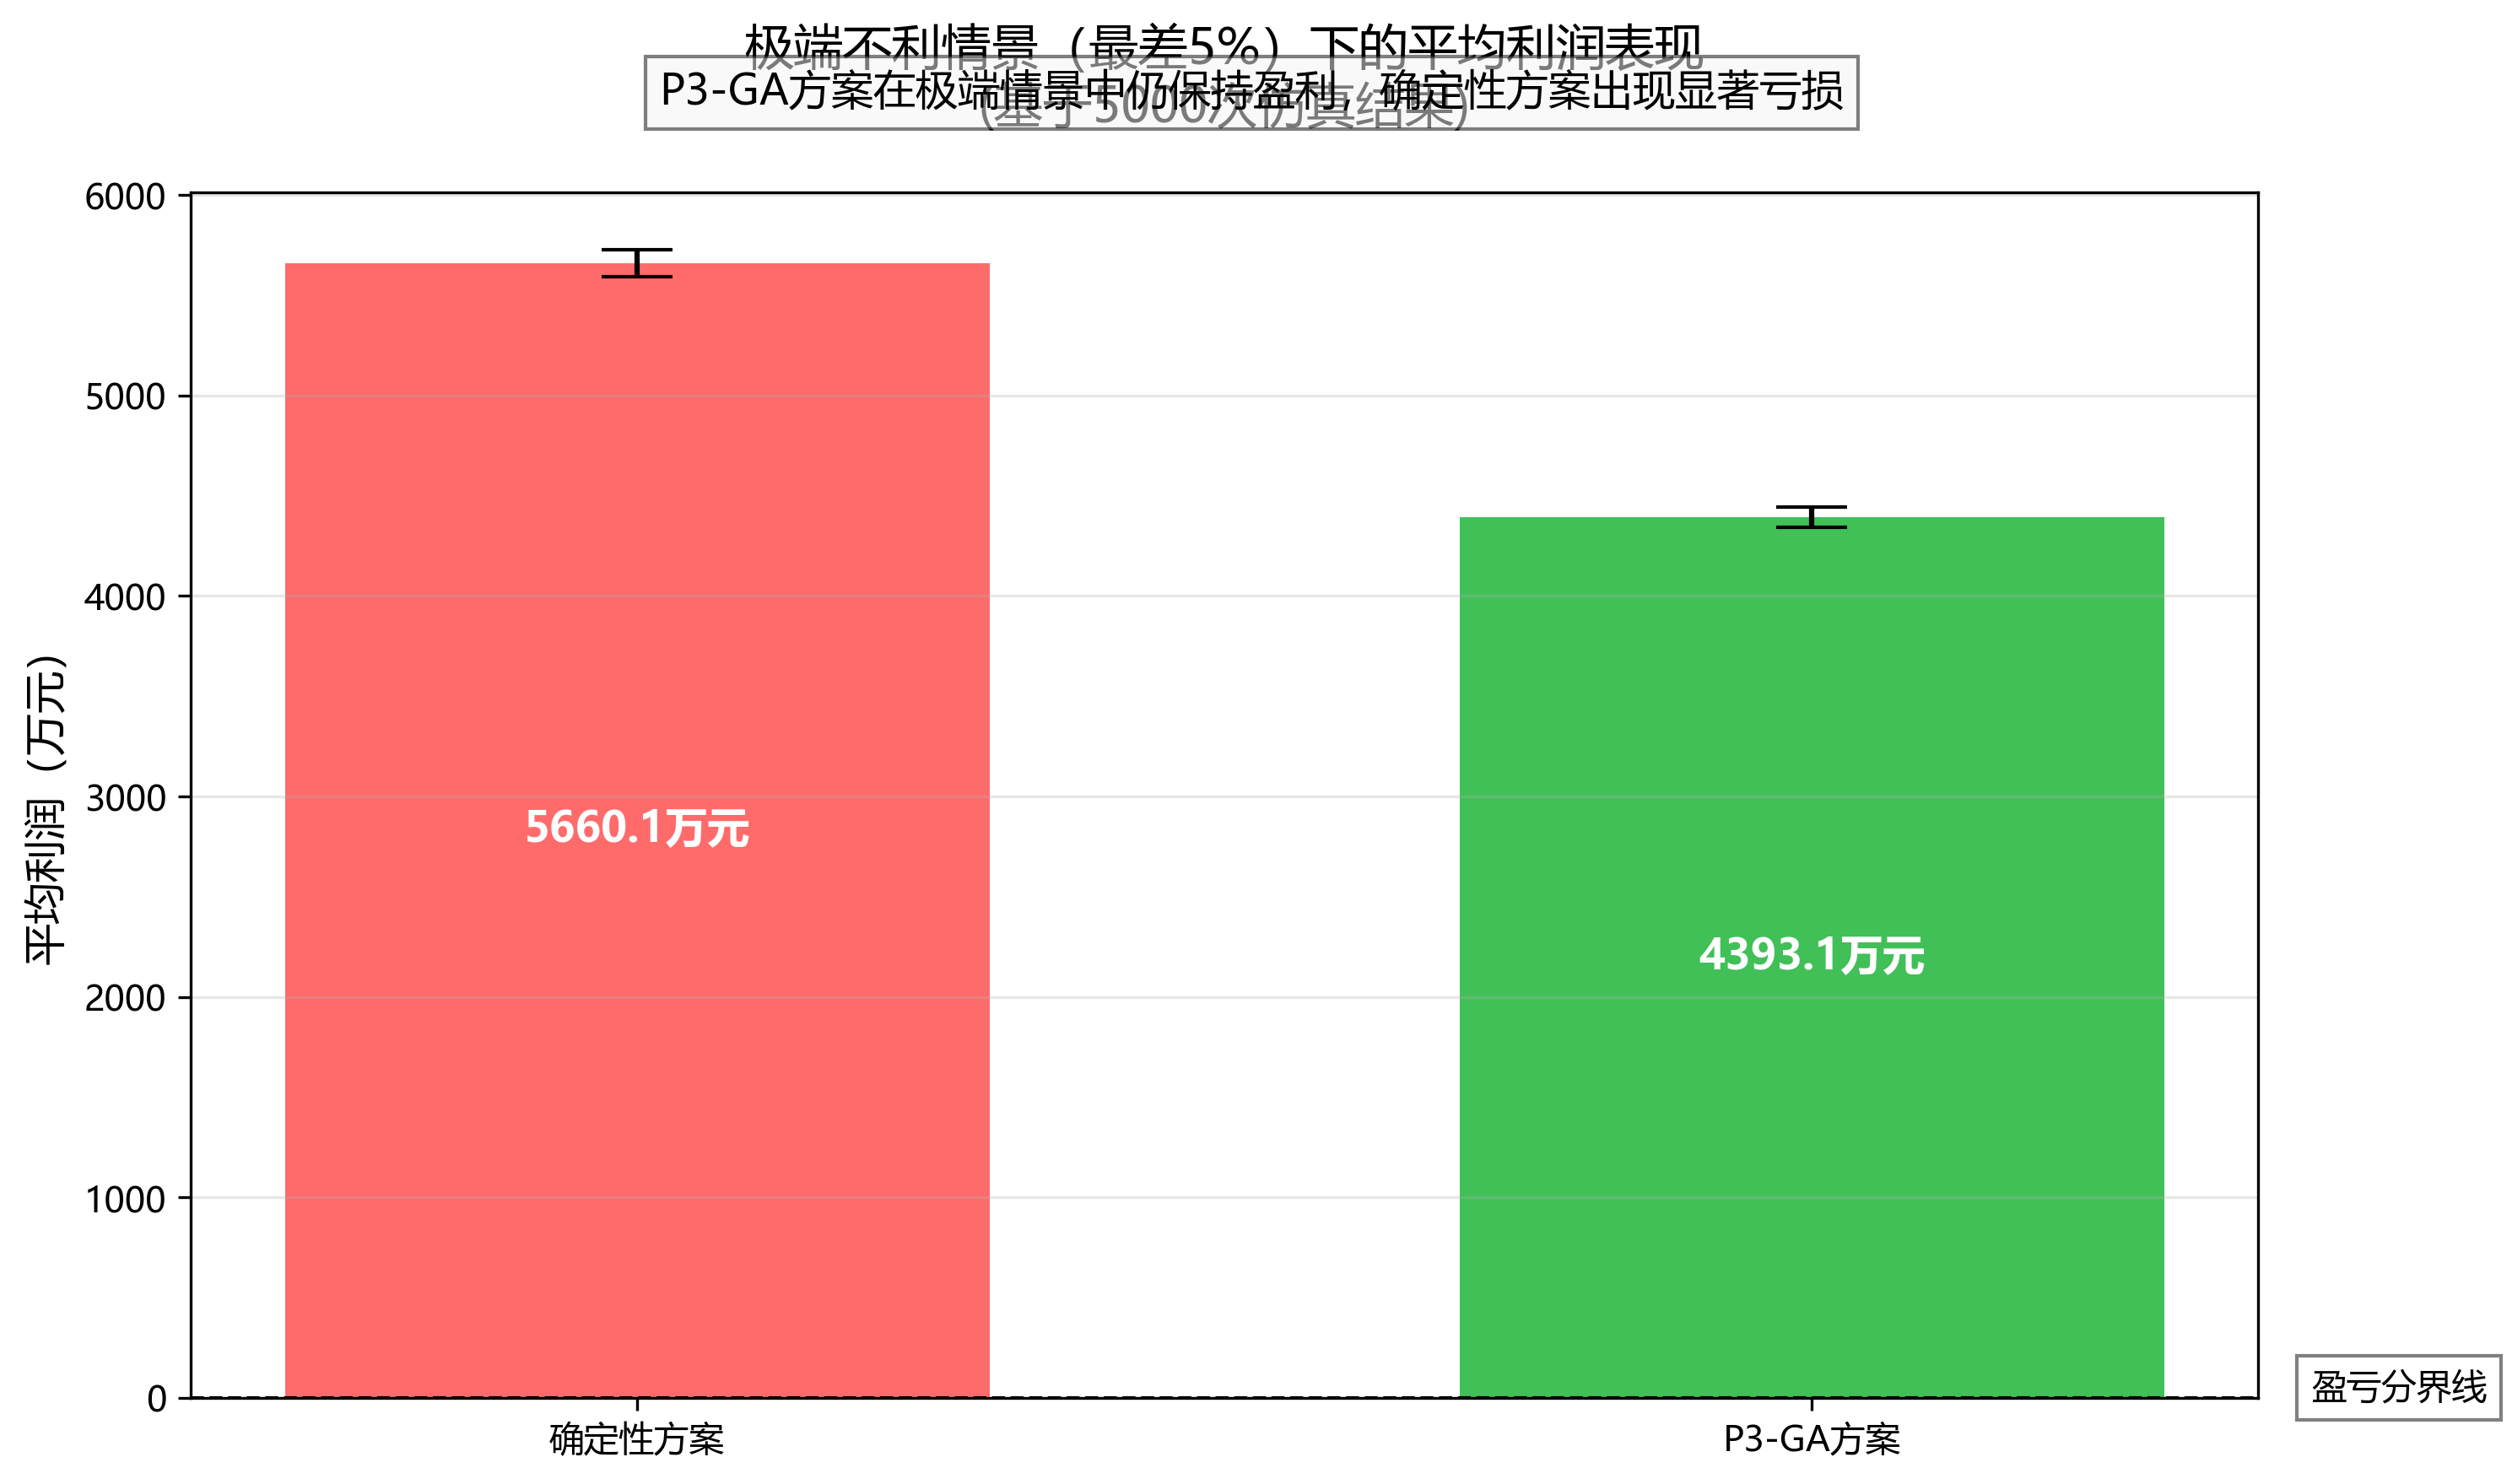 极端不利情景（最差5%）下的平均利润表现
P3-GA方案在极端情景中仍保持盈利，确定性方案出现显著亏损
(基于5000次仿真结果)
6000
5000
4000
3000
2000
1000
0
平均利润（万元）
5660.1万元
4393.1万元
确定性方案
P3-GA方案
盈亏分界线